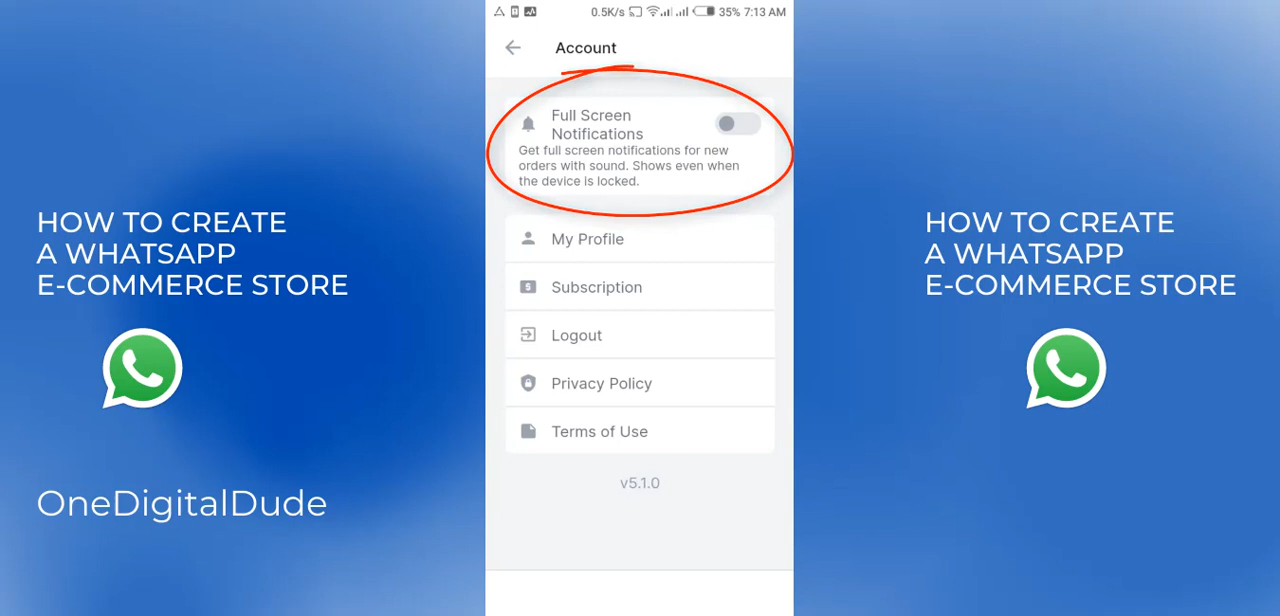 0.5K/s 35% 7:13 AM
Account
Full Screen
Notifications
Get full screen notifications for new
orders with sound. Shows even when
the device is locked.
My Profile
Subscription
Logout
Privacy Policy
Terms of Use
v5.1.0
HOW TO CREATE
A WHATSAPP
E-COMMERCE STORE
OneDigitalDude
HOW TO CREATE
A WHATSAPP
E-COMMERCE STORE